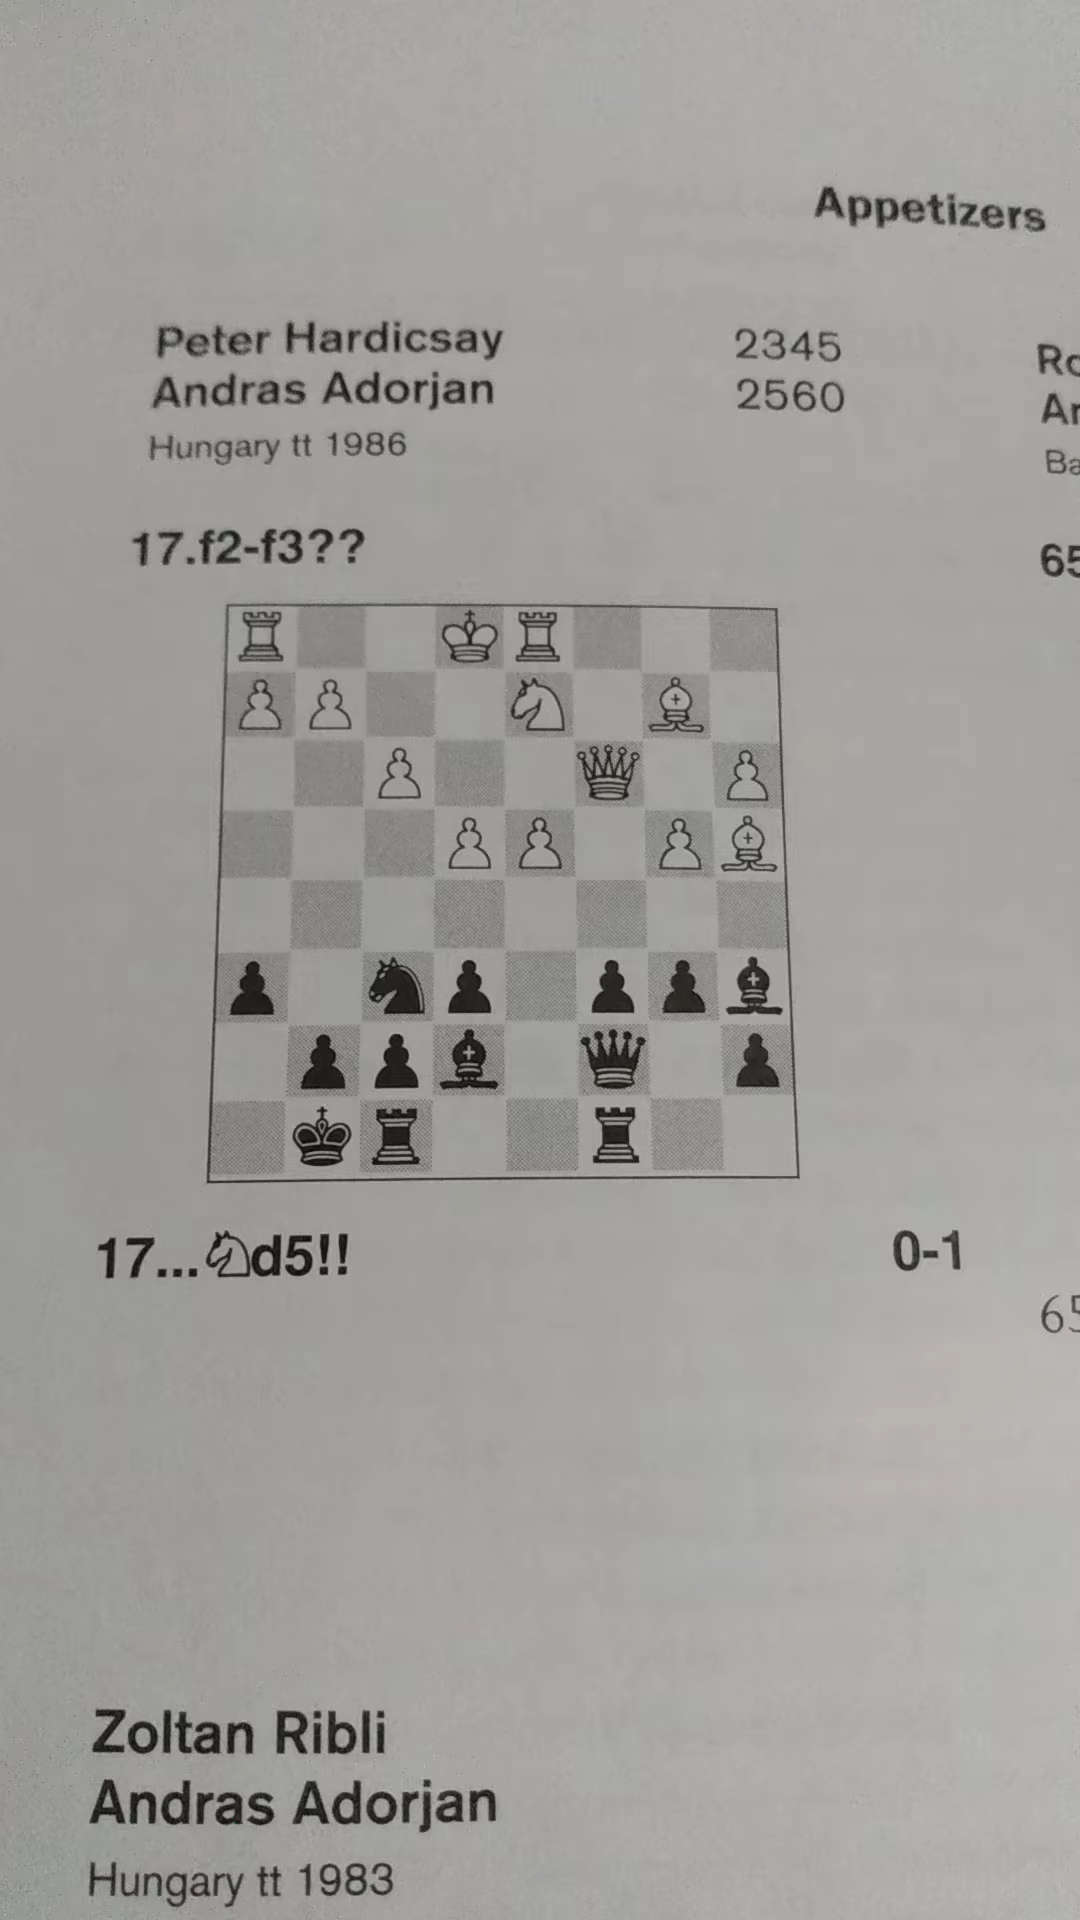 Appetizers
Peter Hardicsay 2345
Andras Adorjan 2560
Hungary tt 1986
17.f2-f3??
17...♘d5!! 0-1
Zoltan Ribli
Andras Adorjan
Hungary tt 1983